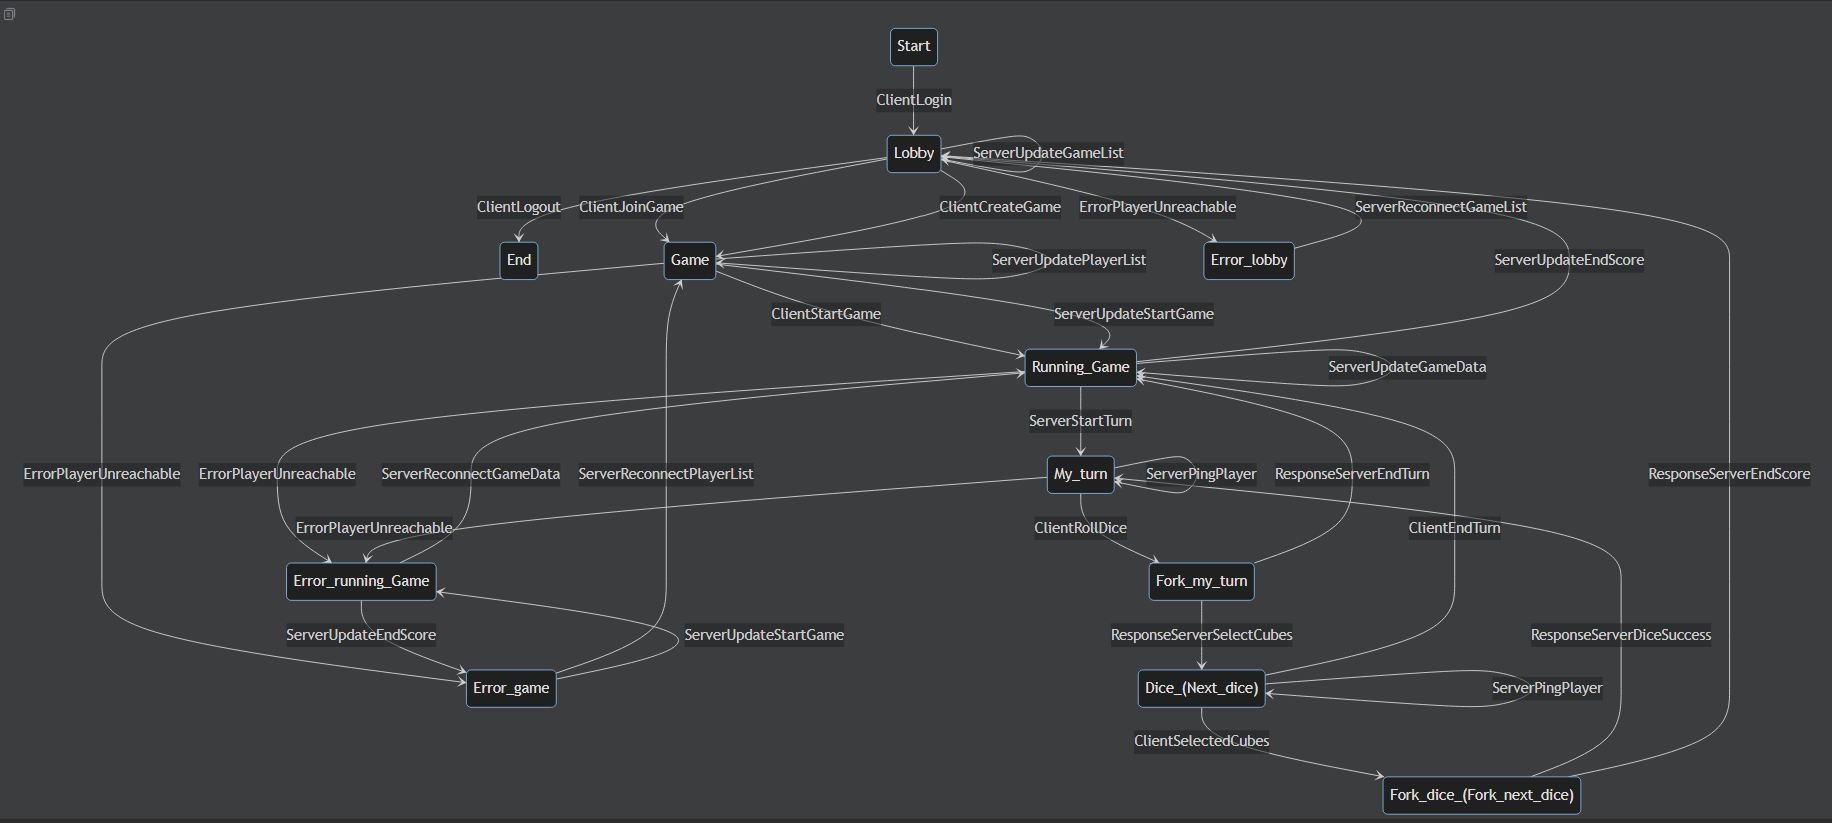 Start
ClientLogin
Lobby
ServerUpdateGameList
ClientLogout
ClientJoinGame
ClientCreateGame
ErrorPlayerUnreachable
ServerReconnectGameList
End
Game
ServerUpdatePlayerList
Error_lobby
ServerUpdateEndScore
ClientStartGame
ServerUpdateStartGame
Running_Game
ServerUpdateGameData
ServerStartTurn
ErrorPlayerUnreachable
ErrorPlayerUnreachable
ServerReconnectGameData
ServerReconnectPlayerList
My_turn
ServerPingPlayer
ResponseServerEndTurn
ResponseServerEndScore
ErrorPlayerUnreachable
ClientRollDice
ClientEndTurn
Error_running_Game
Fork_my_turn
ServerUpdateEndScore
ServerUpdateStartGame
ResponseServerSelectCubes
ResponseServerDiceSuccess
Error_game
Dice_(Next_dice)
ServerPingPlayer
ClientSelectedCubes
Fork_dice_(Fork_next_dice)